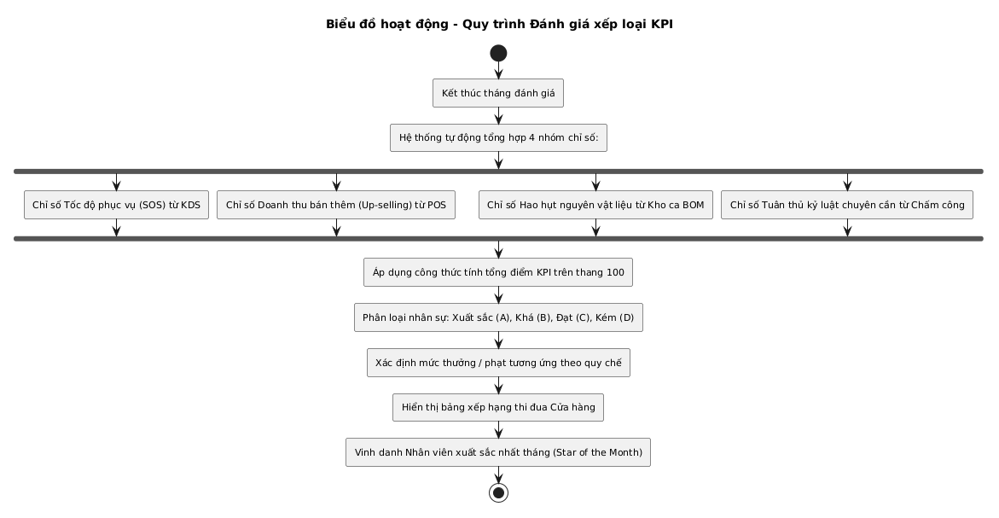 Biểu đồ hoạt động - Quy trình Đánh giá xếp loại KPI
Kết thúc tháng đánh giá
Hệ thống tự động tổng hợp 4 nhóm chỉ số:
Chỉ số Tốc độ phục vụ (SOS) từ KDS
Chỉ số Doanh thu bán thêm (Up-selling) từ POS
Chỉ số Hao hụt nguyên vật liệu từ Kho ca BOM
Chỉ số Tuân thủ kỷ luật chuyên cần từ Chấm công
Áp dụng công thức tính tổng điểm KPI trên thang 100
Phân loại nhân sự: Xuất sắc (A), Khá (B), Đạt (C), Kém (D)
Xác định mức thưởng / phạt tương ứng theo quy chế
Hiển thị bảng xếp hạng thi đua Cửa hàng
Vinh danh Nhân viên xuất sắc nhất tháng (Star of the Month)